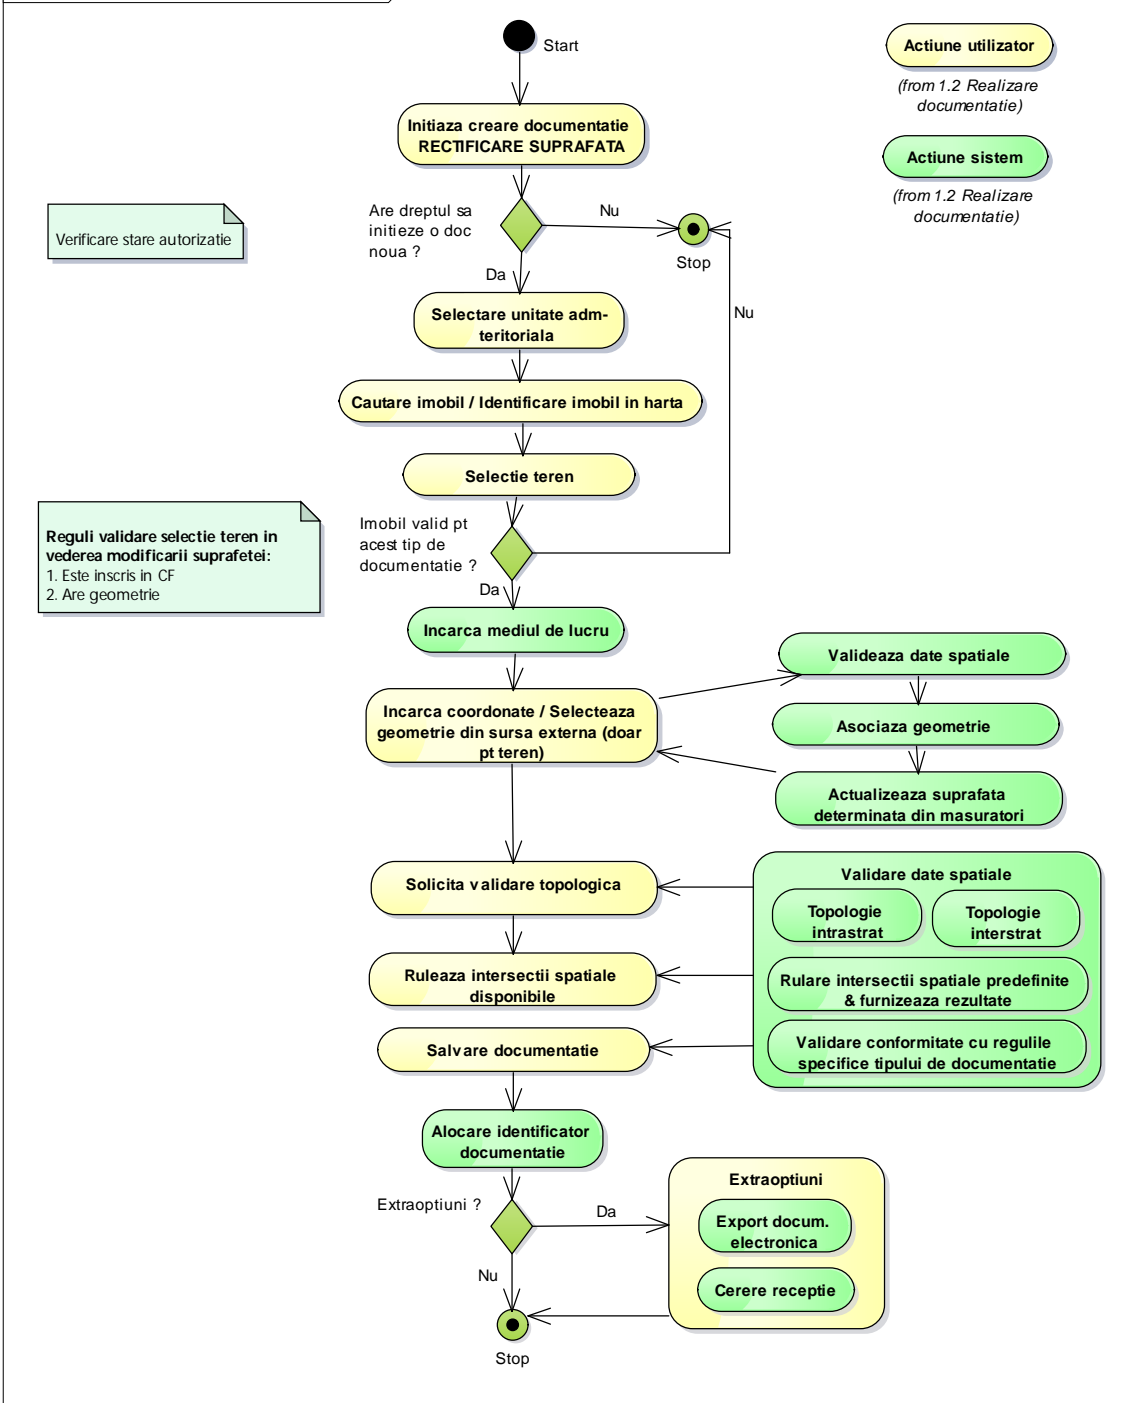 Start
Actiune utilizator
(from 1.2 Realizare
documentatie)
Initiaza creare documentatie
RECTIFICARE SUPRAFATA
Actiune sistem
(from 1.2 Realizare
documentatie)
Verificare stare autorizatie
Are dreptul sa
initieze o doc
noua ?
Nu
Stop
Da
Selectare unitate adm-
teritoriala
Nu
Cautare imobil / Identificare imobil in harta
Selectie teren
Reguli validare selectie teren in
vederea modificarii suprafetei:
1. Este inscris in CF
2. Are geometrie
Imobil valid pt
acest tip de
documentatie ?
Da
Incarca mediul de lucru
Valideaza date spatiale
Incarca coordonate / Selecteaza
geometrie din sursa externa (doar
pt teren)
Asociaza geometrie
Actualizeaza suprafata
determinata din masuratori
Solicita validare topologica
Validare date spatiale
Topologie
intrastrat
Topologie
interstrat
Ruleaza intersectii spatiale
disponibile
Rulare intersectii spatiale predefinite
& furnizeaza rezultate
Salvare documentatie
Validare conformitate cu regulile
specifice tipului de documentatie
Alocare identificator
documentatie
Extraoptiuni ?
Da
Extraoptiuni
Export docum.
electronica
Cerere receptie
Nu
Stop